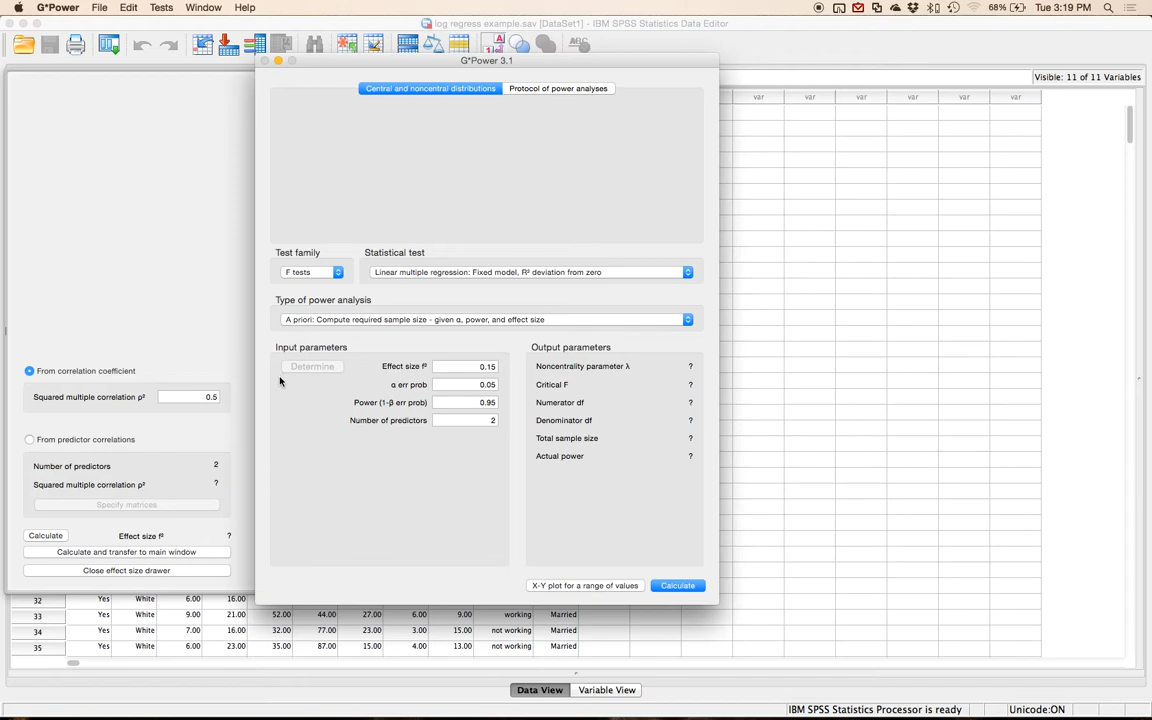 G*Power File Edit Tests Window Help
68% Tue 3:19 PM
log regress example.sav [DataSet1] - IBM SPSS Statistics Data Editor
G*Power 3.1
Visible: 11 of 11 Variables
Central and noncentral distributions Protocol of power analyses
var var var var var var
Test family Statistical test
F tests Linear multiple regression: Fixed model, R² deviation from zero
Type of power analysis
A priori: Compute required sample size - given α, power, and effect size
Input parameters Output parameters
Determine Effect size f² 0.15 Noncentrality parameter λ ?
α err prob 0.05 Critical F ?
Power (1-β err prob) 0.95 Numerator df ?
Number of predictors 2 Denominator df ?
Total sample size ?
Actual power ?
X-Y plot for a range of values Calculate
From correlation coefficient
Squared multiple correlation ρ² 0.5
From predictor correlations
Number of predictors 2
Squared multiple correlation ρ² ?
Specify matrices
Calculate Effect size f² ?
Calculate and transfer to main window
Close effect size drawer
32 Yes White 6.00 16.00
33 Yes White 9.00 21.00 52.00 44.00 27.00 6.00 9.00 working Married
34 Yes White 7.00 16.00 32.00 77.00 23.00 3.00 15.00 not working Married
35 Yes White 6.00 23.00 35.00 87.00 15.00 4.00 13.00 not working Married
Data View Variable View
IBM SPSS Statistics Processor is ready Unicode:ON